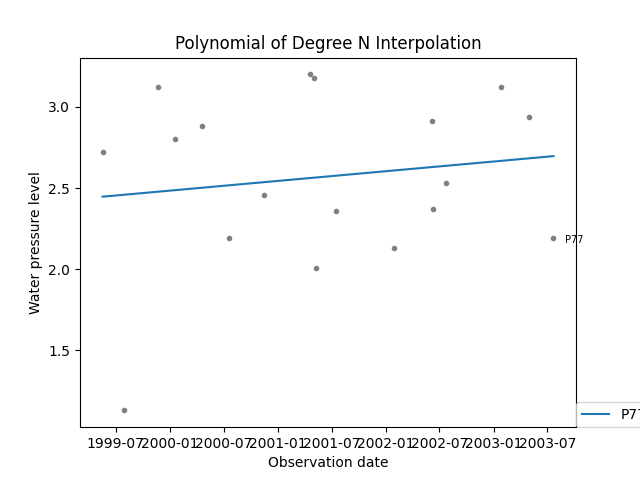 Polynomial of Degree N Interpolation
Water pressure level
3.0
2.5
2.0
1.5
P77
P77
1999-07 2000-01 2000-07 2001-01 2001-07 2002-01 2002-07 2003-01 2003-07
Observation date